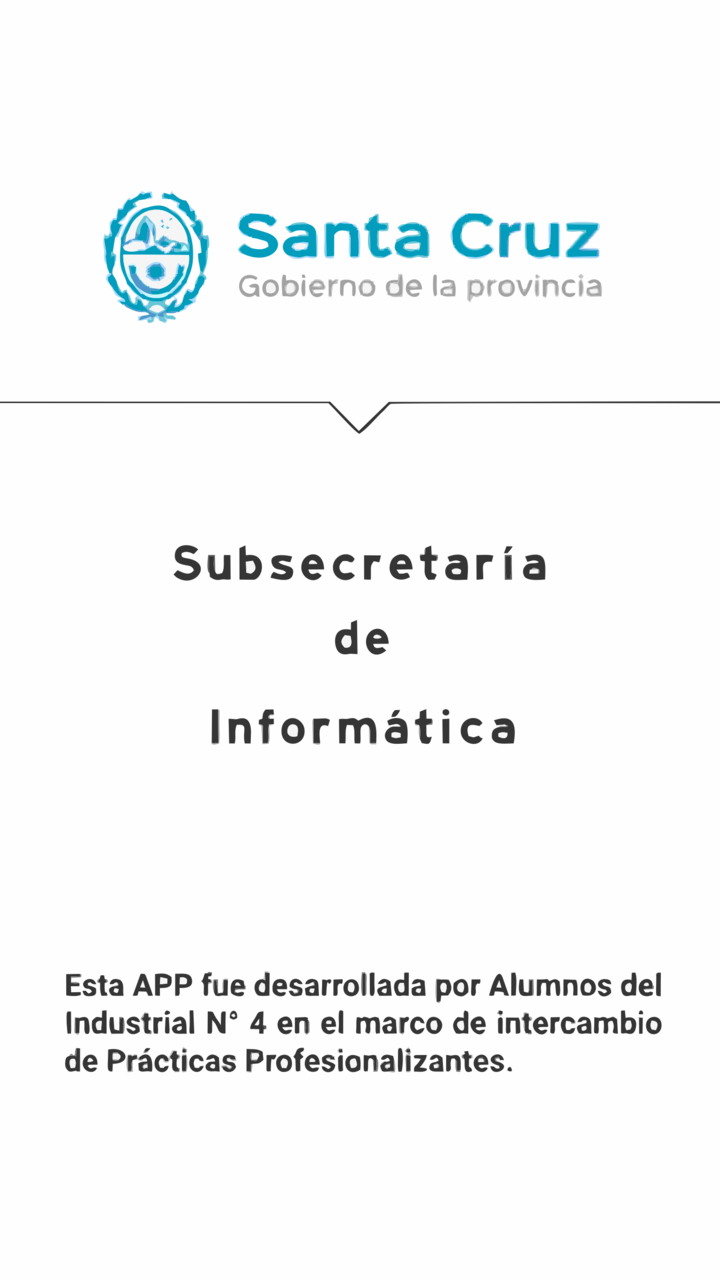 Santa Cruz
Gobierno de la provincia
Subsecretaría
de
Informática
Esta APP fue desarrollada por Alumnos del
Industrial N° 4 en el marco de intercambio
de Prácticas Profesionalizantes.